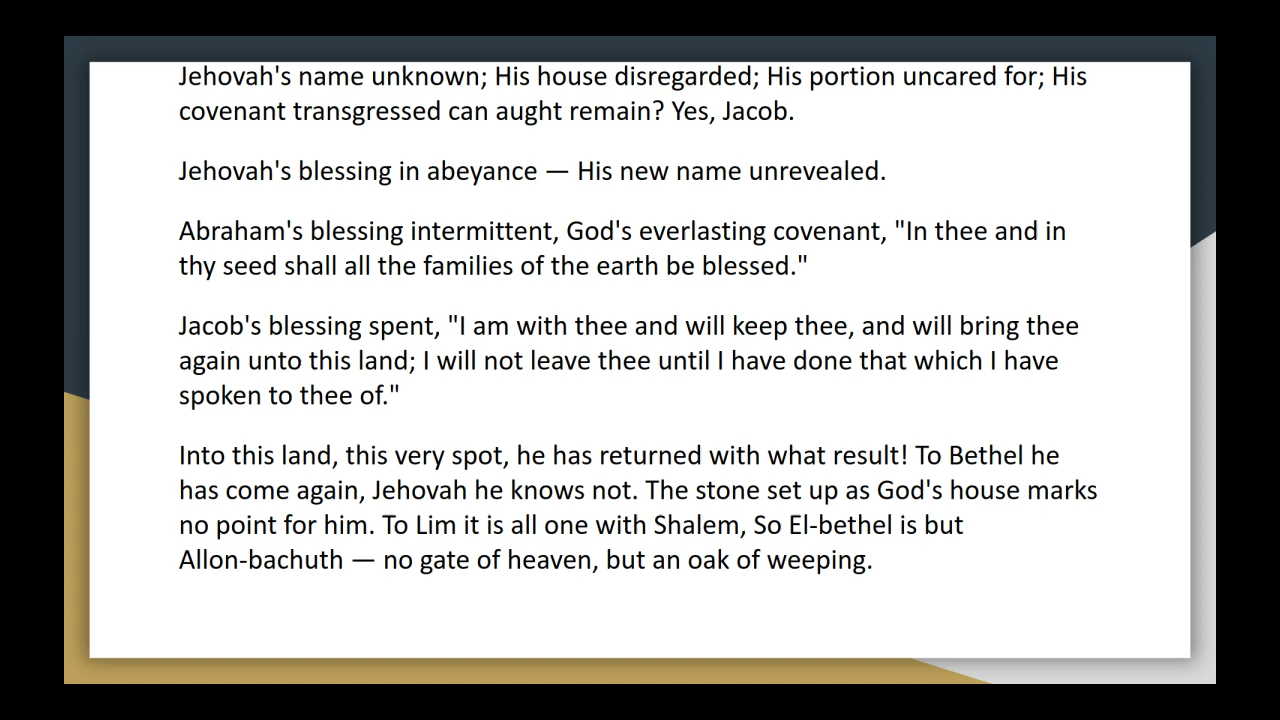 Jehovah's name unknown; His house disregarded; His portion uncared for; His
covenant transgressed can aught remain? Yes, Jacob.
Jehovah's blessing in abeyance — His new name unrevealed.
Abraham's blessing intermittent, God's everlasting covenant, "In thee and in
thy seed shall all the families of the earth be blessed."
Jacob's blessing spent, "I am with thee and will keep thee, and will bring thee
again unto this land; I will not leave thee until I have done that which I have
spoken to thee of."
Into this land, this very spot, he has returned with what result! To Bethel he
has come again, Jehovah he knows not. The stone set up as God's house marks
no point for him. To Lim it is all one with Shalem, So El-bethel is but
Allon-bachuth — no gate of heaven, but an oak of weeping.